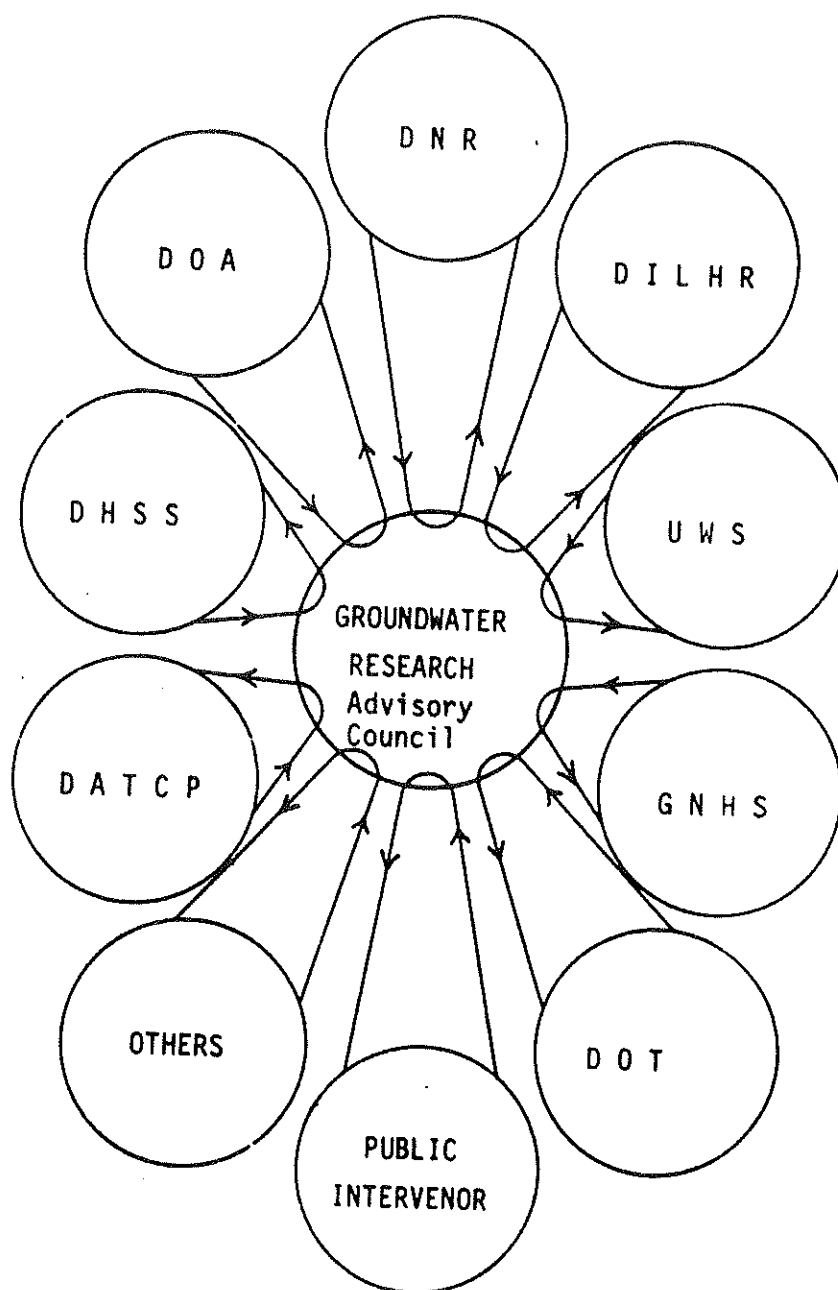 D N R
D O A
D I L H R
D H S S
U W S
GROUNDWATER
RESEARCH
Advisory
Council
D A T C P
G N H S
OTHERS
D O T
PUBLIC
INTERVENOR